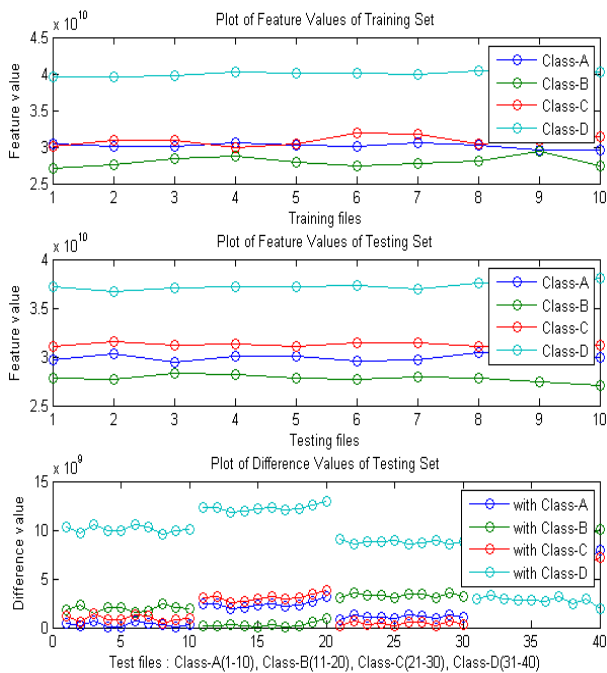 Plot of Feature Values of Training Set
x 10^10
4.5
4
3.5
3
2.5
Feature value
1 2 3 4 5 6 7 8 9 10
Training files
Class-A
Class-B
Class-C
Class-D
Plot of Feature Values of Testing Set
x 10^10
4
3.5
3
2.5
Feature value
1 2 3 4 5 6 7 8 9 10
Testing files
Class-A
Class-B
Class-C
Class-D
Plot of Difference Values of Testing Set
x 10^9
15
10
5
0
Difference value
0 5 10 15 20 25 30 35 40
Test files : Class-A(1-10), Class-B(11-20), Class-C(21-30), Class-D(31-40)
with Class-A
with Class-B
with Class-C
with Class-D